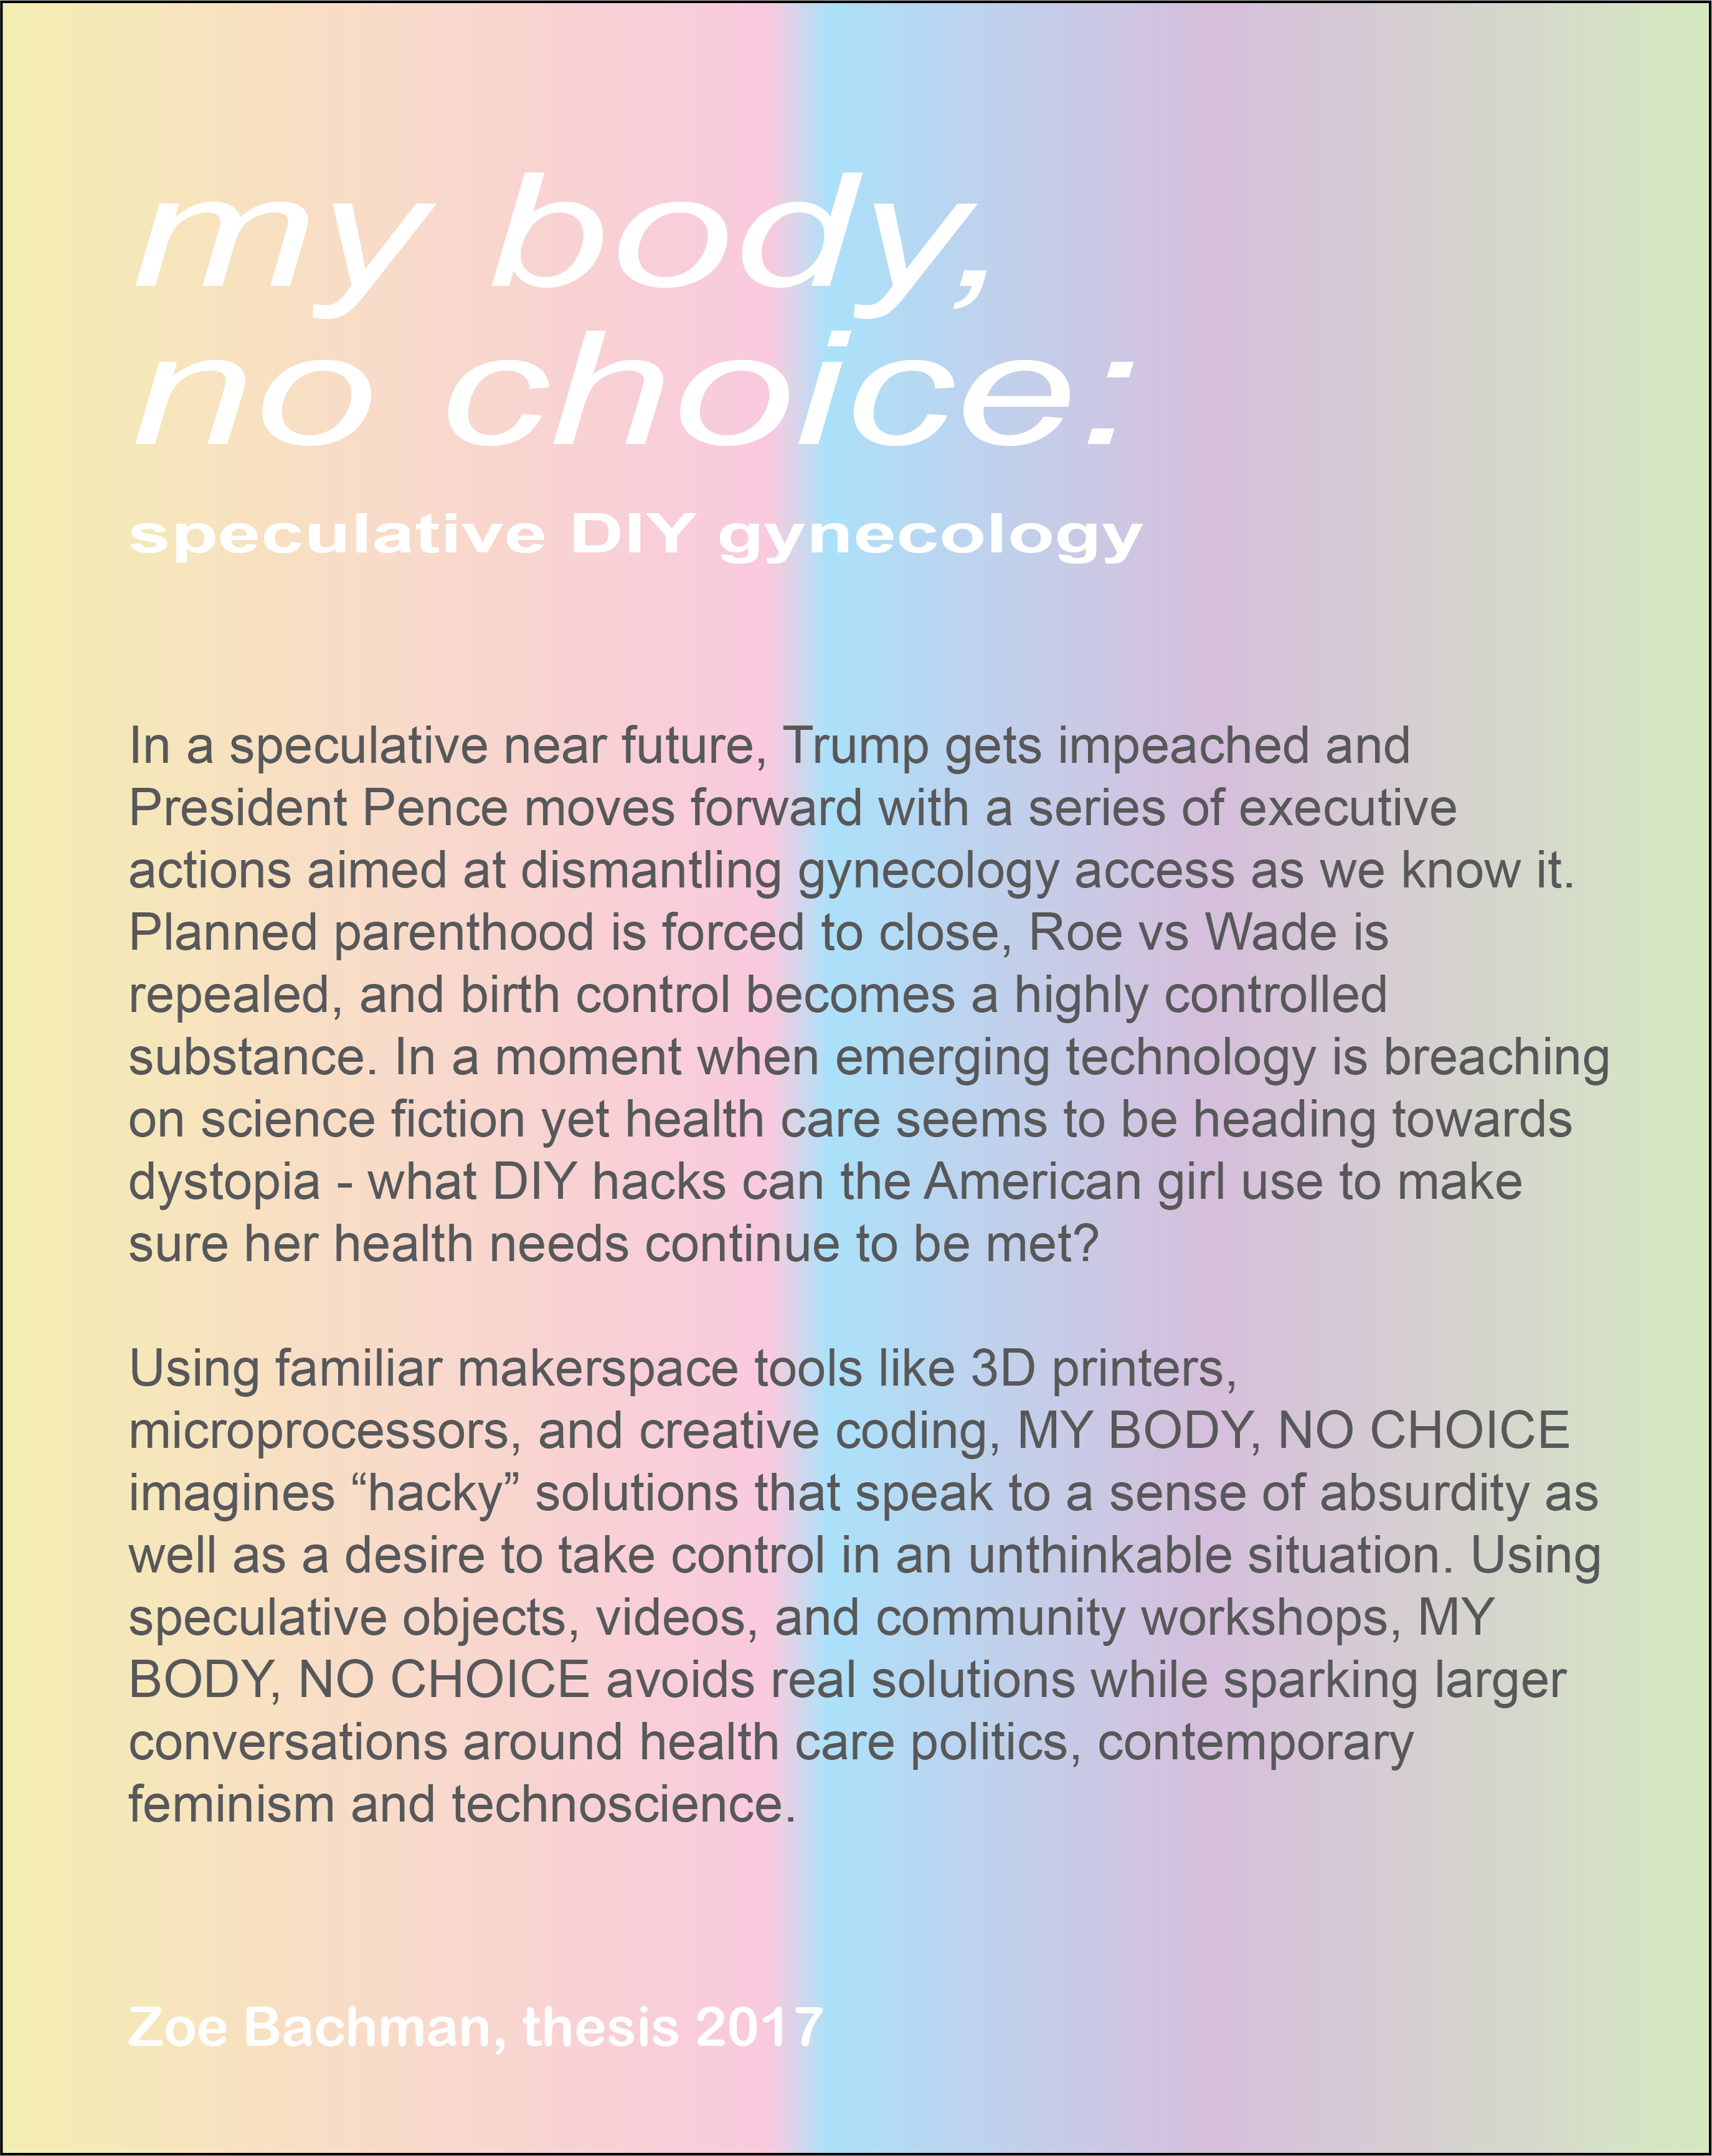 my body,
no choice:
speculative DIY gynecology
In a speculative near future, Trump gets impeached and
President Pence moves forward with a series of executive
actions aimed at dismantling gynecology access as we know it.
Planned parenthood is forced to close, Roe vs Wade is
repealed, and birth control becomes a highly controlled
substance. In a moment when emerging technology is breaching
on science fiction yet health care seems to be heading towards
dystopia - what DIY hacks can the American girl use to make
sure her health needs continue to be met?
Using familiar makerspace tools like 3D printers,
microprocessors, and creative coding, MY BODY, NO CHOICE
imagines “hacky” solutions that speak to a sense of absurdity as
well as a desire to take control in an unthinkable situation. Using
speculative objects, videos, and community workshops, MY
BODY, NO CHOICE avoids real solutions while sparking larger
conversations around health care politics, contemporary
feminism and technoscience.
Zoe Bachman, thesis 2017